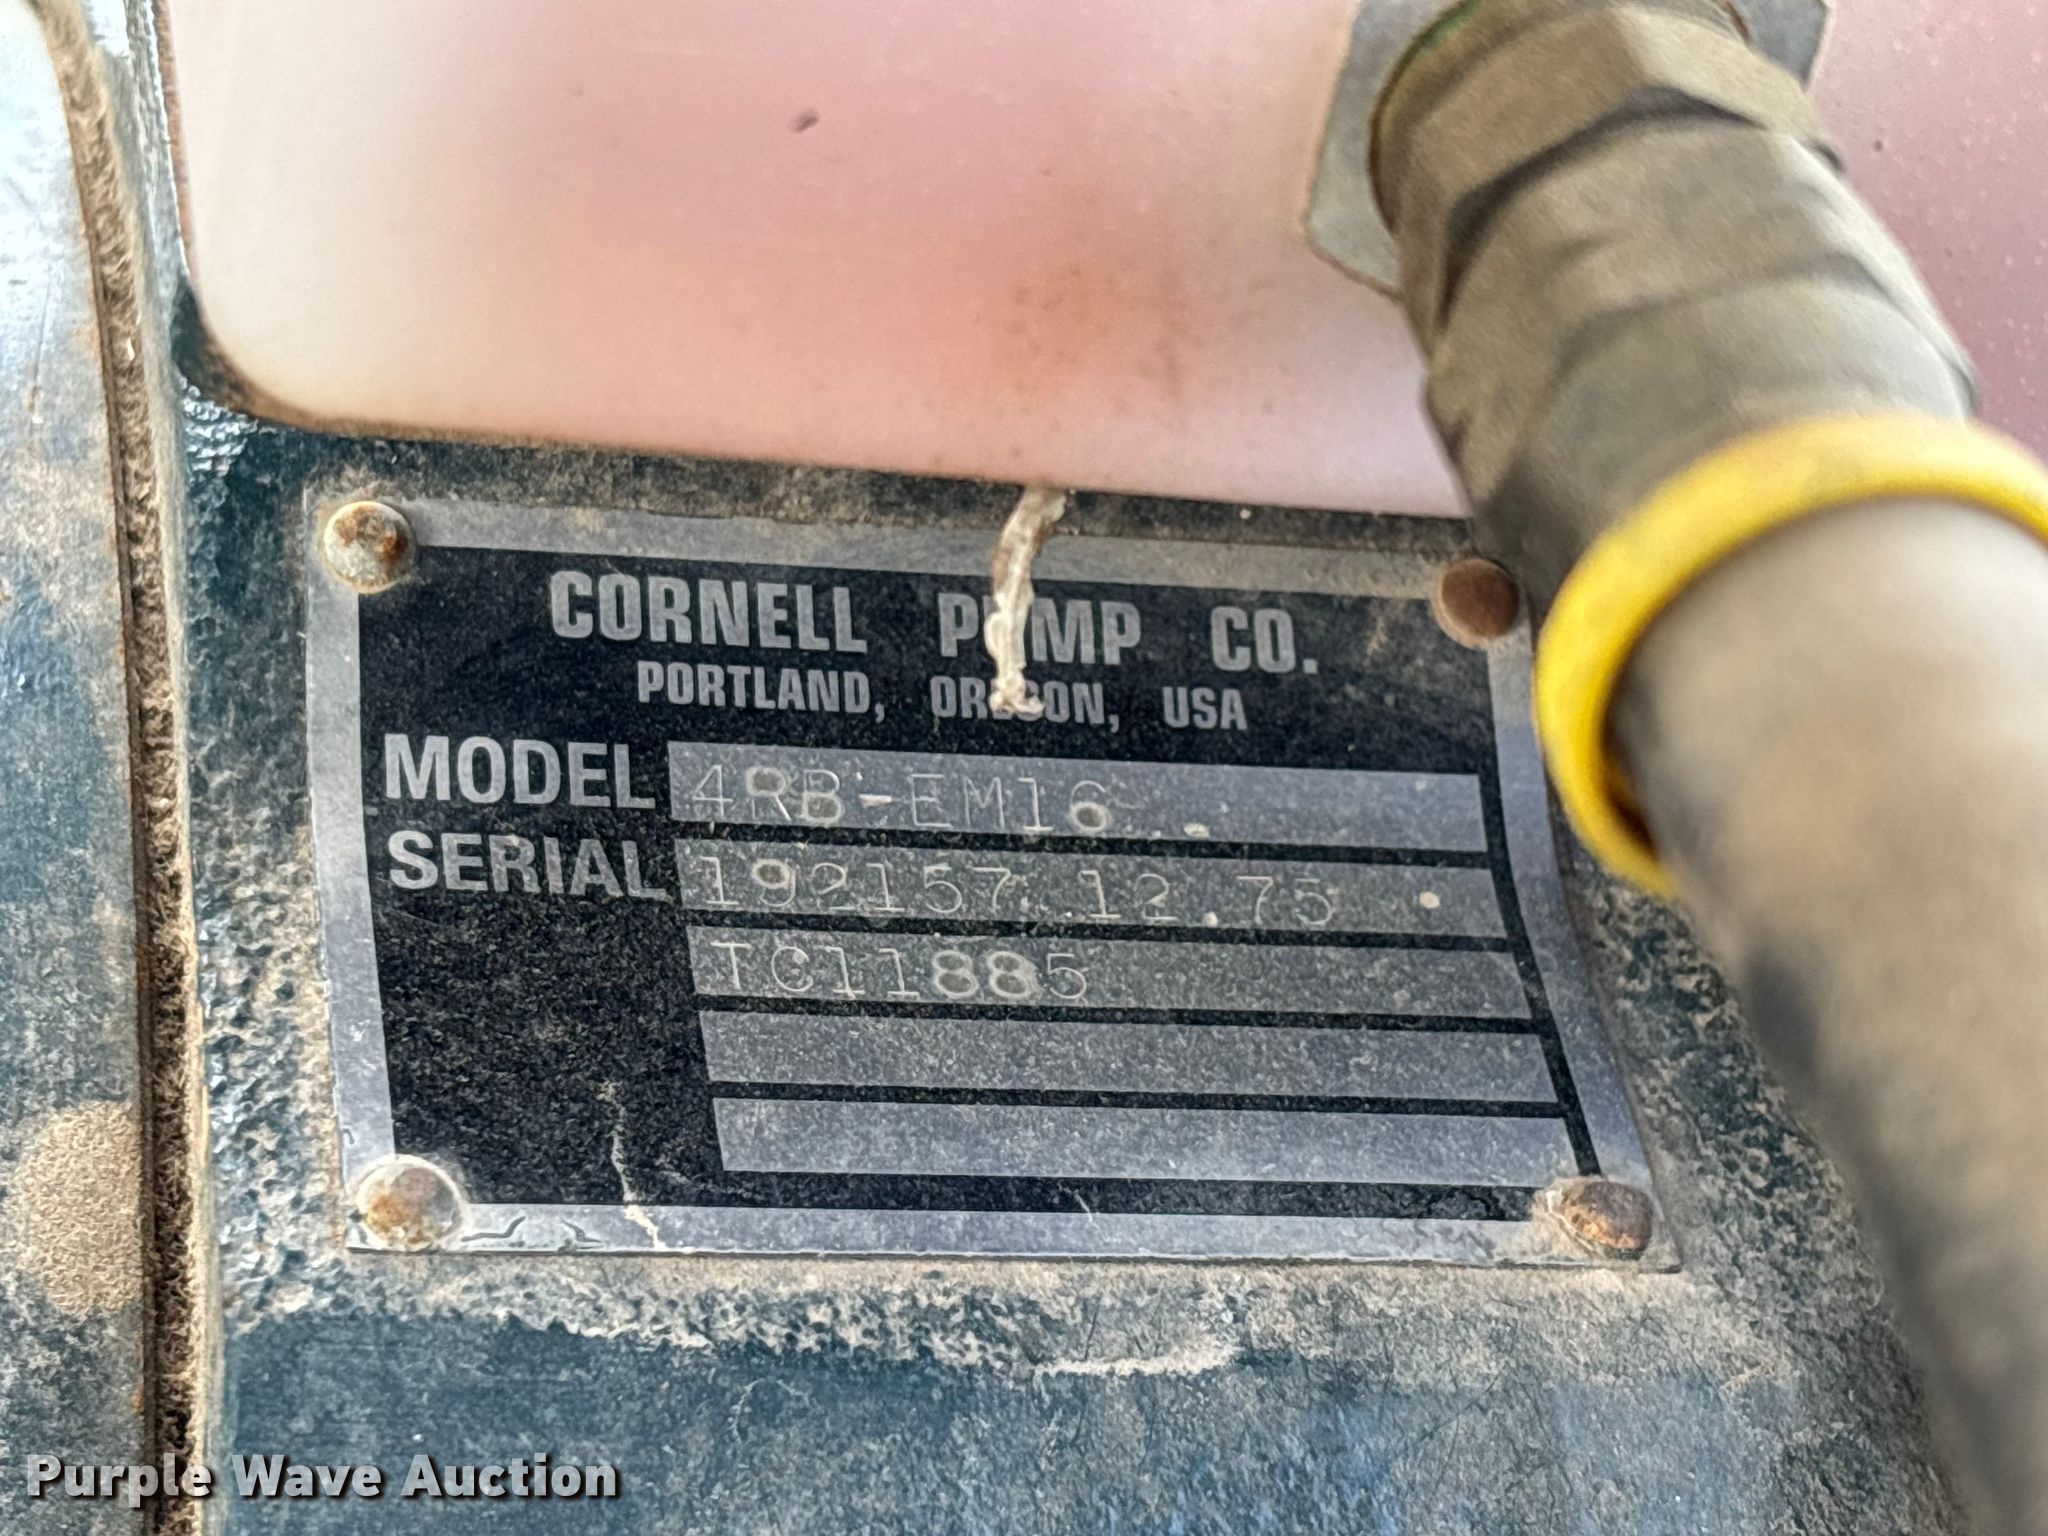 CORNELL PUMP CO.
PORTLAND, OREGON, USA
MODEL 4RB-EM16
SERIAL 192157 12.75
TC11885
Purple Wave Auction